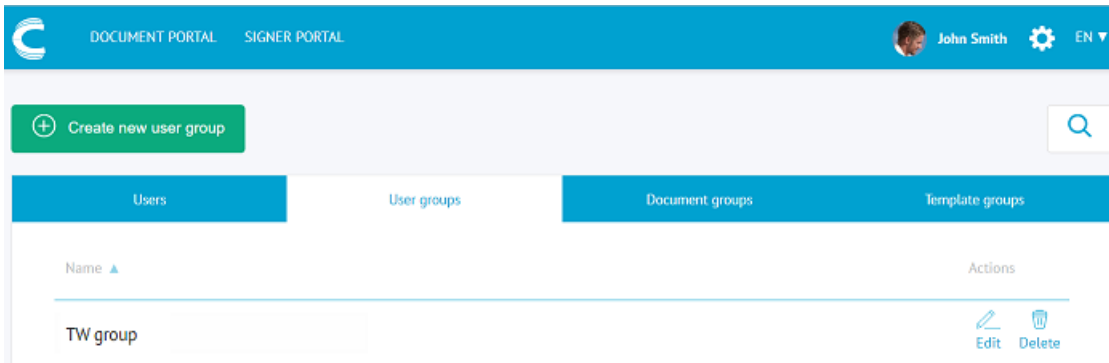 DOCUMENT PORTAL SIGNER PORTAL John Smith EN ▼
Create new user group
Users User groups Document groups Template groups
Name ▲ Actions
TW group Edit Delete